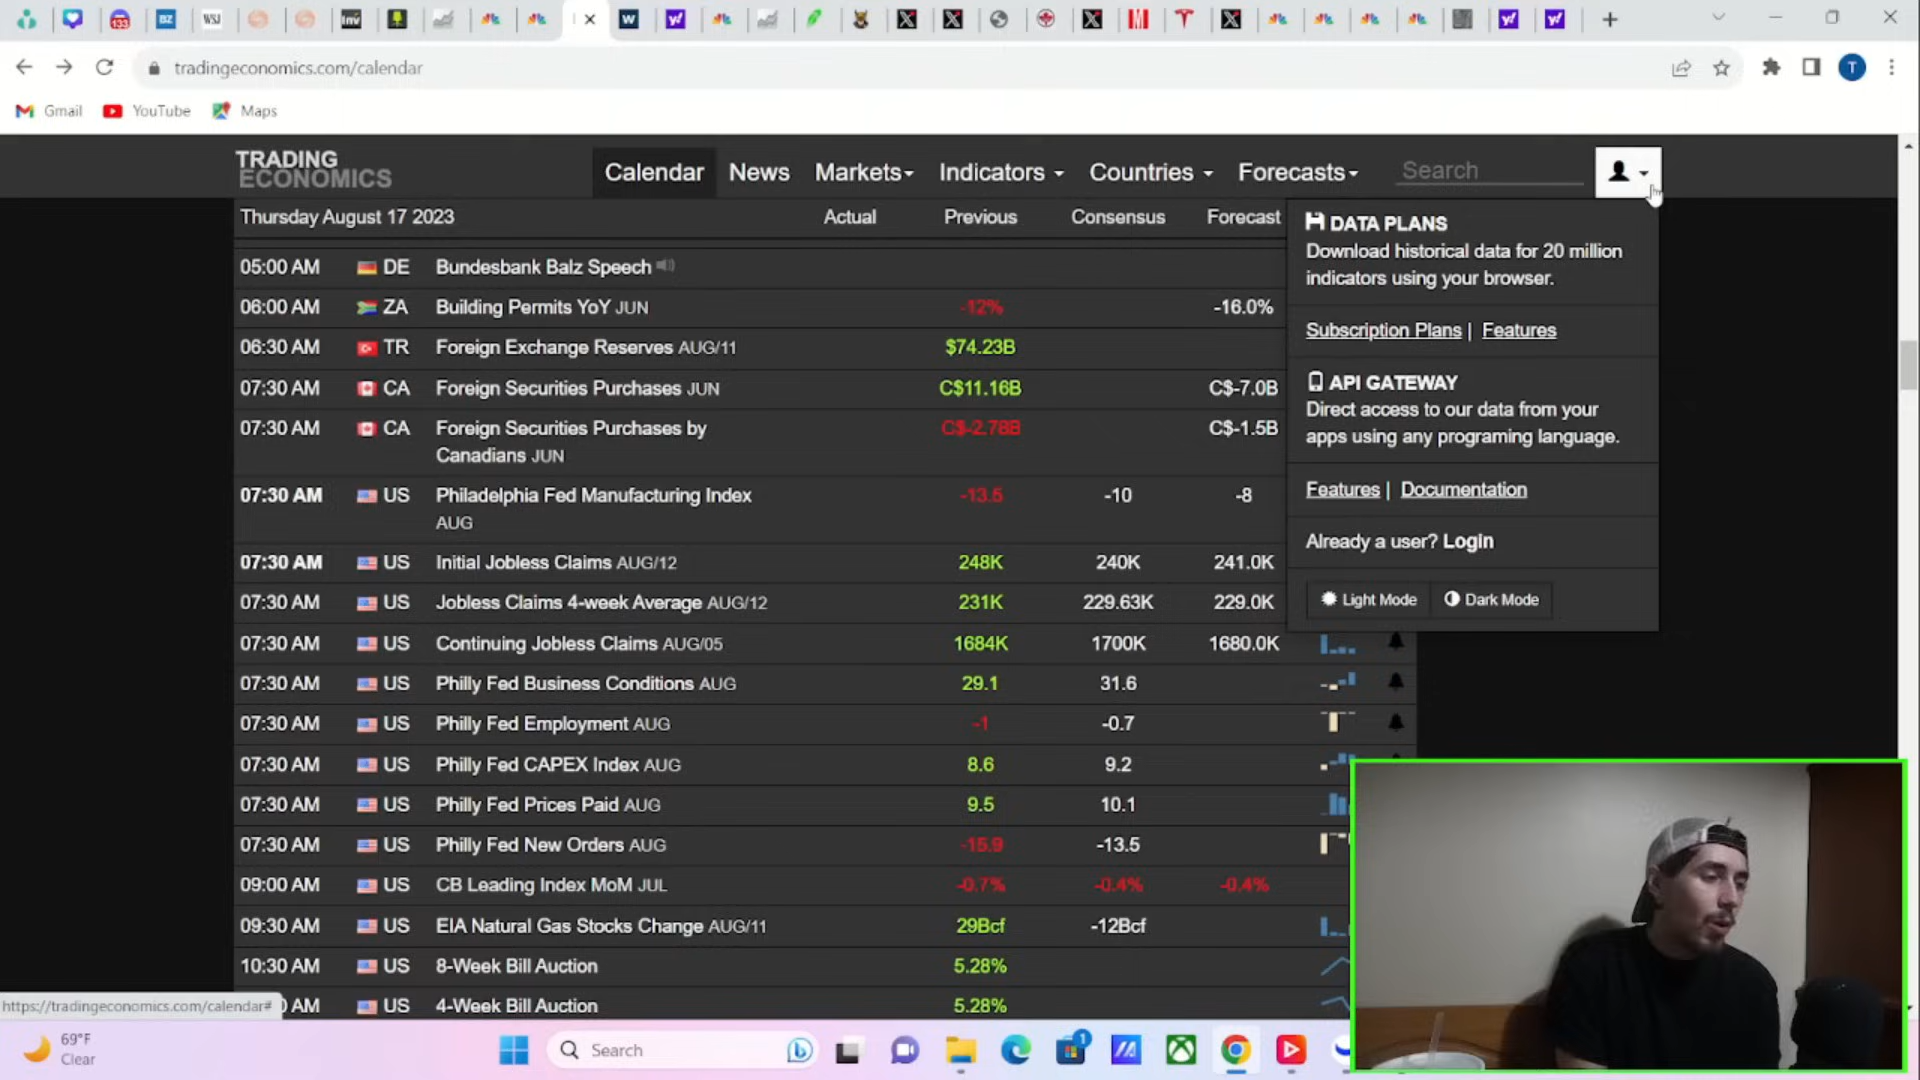 BZ
WSJ
133
Inv
W
y!
X
X
X
M
X
y!
y!
tradingeconomics.com/calendar
T
Gmail YouTube Maps
TRADING
ECONOMICS
Calendar News Markets Indicators Countries Forecasts Search
Thursday August 17 2023 Actual Previous Consensus Forecast
05:00 AM DE Bundesbank Balz Speech
06:00 AM ZA Building Permits YoY JUN -12% -16.0%
06:30 AM TR Foreign Exchange Reserves AUG/11 $74.23B
07:30 AM CA Foreign Securities Purchases JUN C$11.16B C$-7.0B
07:30 AM CA Foreign Securities Purchases by C$-2.78B C$-1.5B
Canadians JUN
07:30 AM US Philadelphia Fed Manufacturing Index -13.5 -10 -8
AUG
07:30 AM US Initial Jobless Claims AUG/12 248K 240K 241.0K
07:30 AM US Jobless Claims 4-week Average AUG/12 231K 229.63K 229.0K
07:30 AM US Continuing Jobless Claims AUG/05 1684K 1700K 1680.0K
07:30 AM US Philly Fed Business Conditions AUG 29.1 31.6
07:30 AM US Philly Fed Employment AUG -1 -0.7
07:30 AM US Philly Fed CAPEX Index AUG 8.6 9.2
07:30 AM US Philly Fed Prices Paid AUG 9.5 10.1
07:30 AM US Philly Fed New Orders AUG -15.9 -13.5
09:00 AM US CB Leading Index MoM JUL -0.7% -0.4% -0.4%
09:30 AM US EIA Natural Gas Stocks Change AUG/11 29Bcf -12Bcf
10:30 AM US 8-Week Bill Auction 5.28%
AM US 4-Week Bill Auction 5.28%
DATA PLANS
Download historical data for 20 million
indicators using your browser.
Subscription Plans | Features
API GATEWAY
Direct access to our data from your
apps using any programing language.
Features | Documentation
Already a user? Login
Light Mode Dark Mode
https://tradingeconomics.com/calendar#
69°F
Clear
Search
1